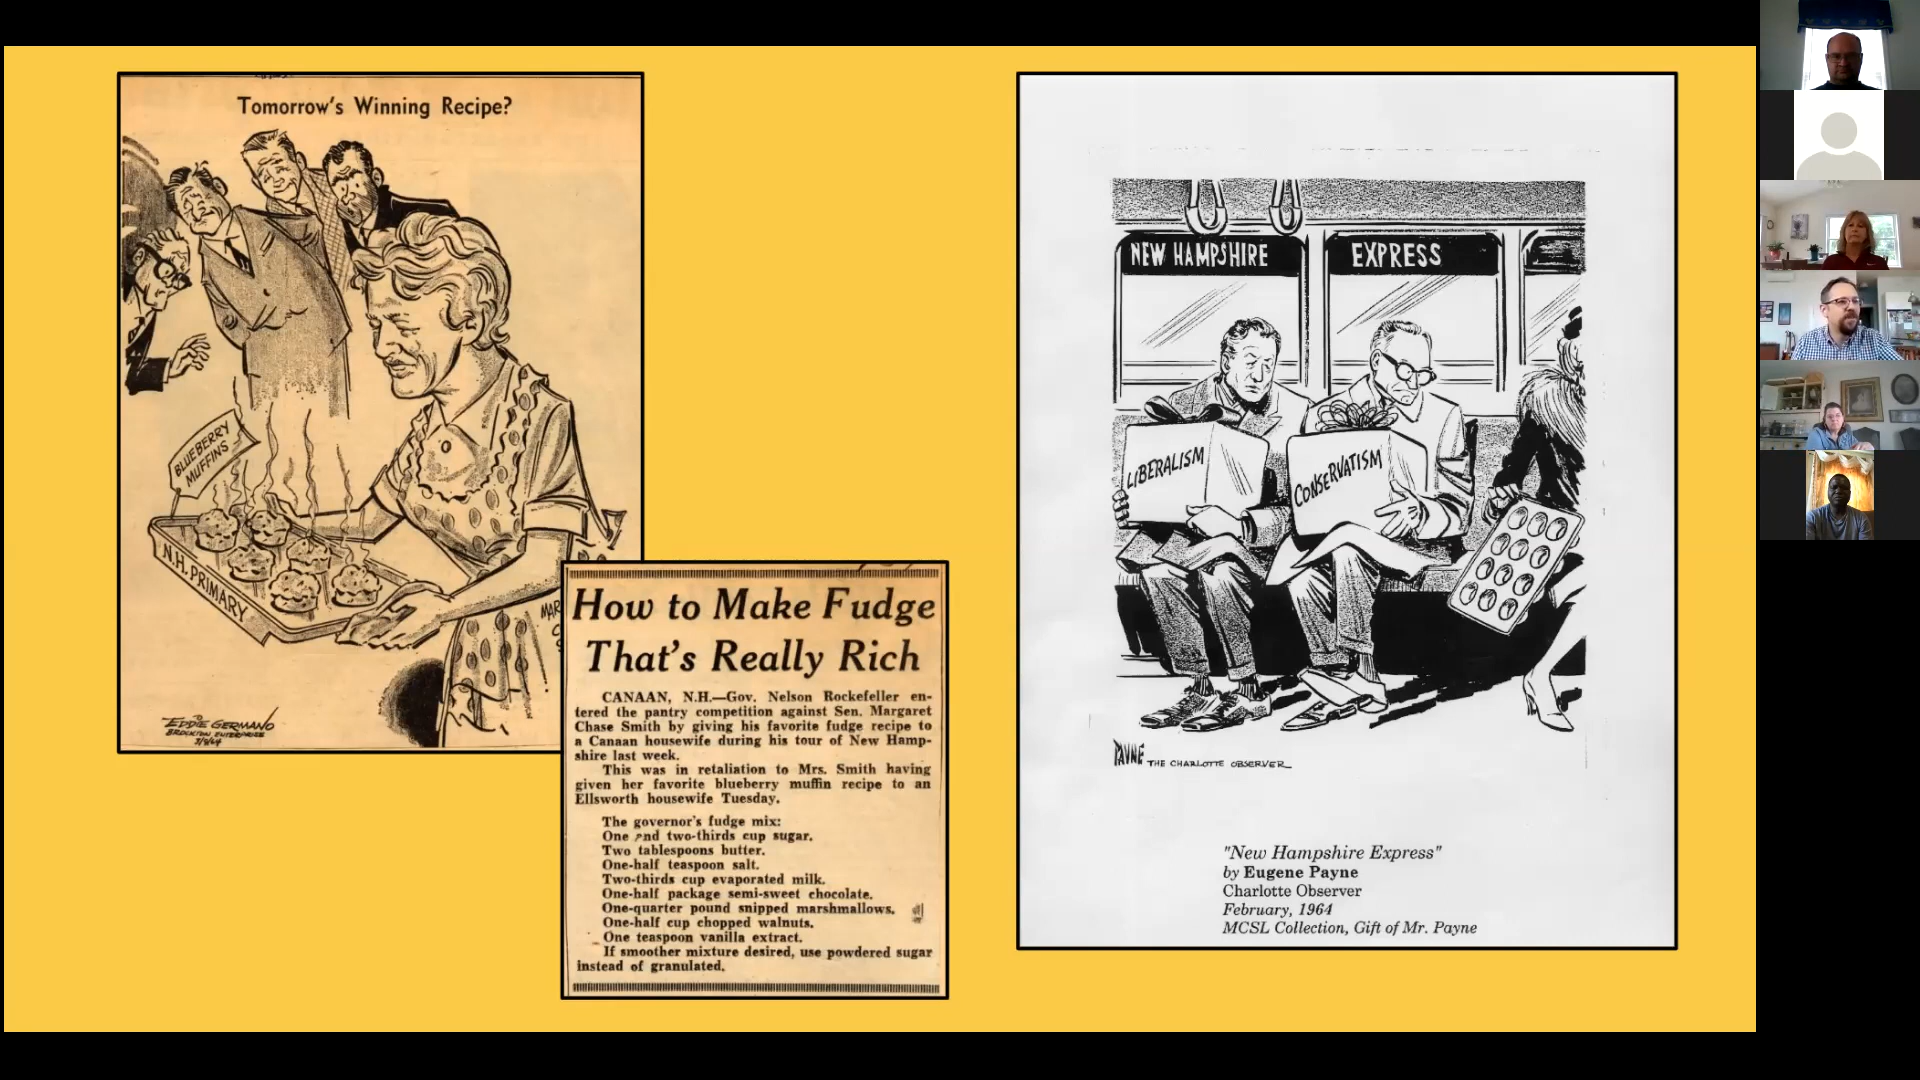 Tomorrow's Winning Recipe?
BLUEBERRY
MUFFINS
N.H. PRIMARY
EDDIE GERMANO
BROCKTON ENTERPRISE
3/9/64
How to Make Fudge
That's Really Rich
CANAAN, N.H.—Gov. Nelson Rockefeller en-
tered the pantry competition against Sen. Margaret
Chase Smith by giving his favorite fudge recipe to
a Canaan housewife during his tour of New Hamp-
shire last week.
This was in retaliation to Mrs. Smith having
given her favorite blueberry muffin recipe to an
Ellsworth housewife Tuesday.
The governor's fudge mix:
One and two-thirds cup sugar.
Two tablespoons butter.
One-half teaspoon salt.
Two-thirds cup evaporated milk.
One-half package semi-sweet chocolate.
One-quarter pound snipped marshmallows.
One-half cup chopped walnuts.
One teaspoon vanilla extract.
If smoother mixture desired, use powdered sugar
instead of granulated.
NEW HAMPSHIRE EXPRESS
LIBERALISM
CONSERVATISM
PAYNE THE CHARLOTTE OBSERVER
"New Hampshire Express"
by Eugene Payne
Charlotte Observer
February, 1964
MCSL Collection, Gift of Mr. Payne